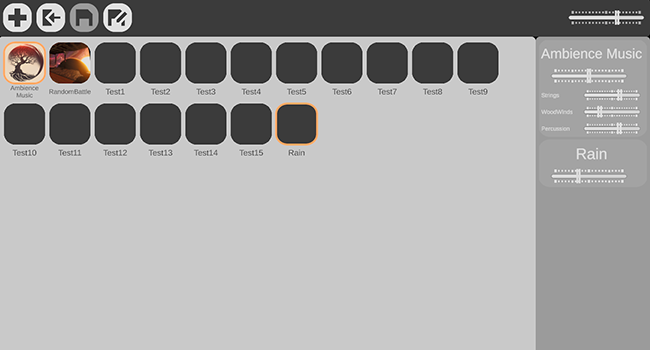 Ambience Music
Ambience
Music
RandomBattle
Test1
Test2
Test3
Test4
Test5
Test6
Test7
Test8
Test9
Strings:
WoodWinds
Percussion
Test10
Test11
Test12
Test13
Test14
Test15
Rain
Rain